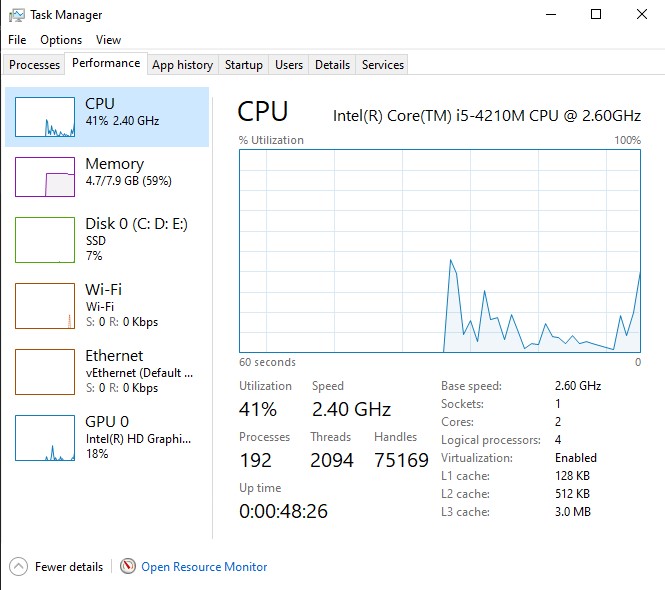 Task Manager
File Options View
Processes Performance App history Startup Users Details Services
CPU
41% 2.40 GHz
Memory
4.7/7.9 GB (59%)
Disk 0 (C: D: E:)
SSD
7%
Wi-Fi
Wi-Fi
S: 0 R: 0 Kbps
Ethernet
vEthernet (Default ...
S: 0 R: 0 Kbps
GPU 0
Intel(R) HD Graphi...
18%
CPU Intel(R) Core(TM) i5-4210M CPU @ 2.60GHz
% Utilization 100%
60 seconds 0
Utilization Speed
41% 2.40 GHz
Processes Threads Handles
192 2094 75169
Up time
0:00:48:26
Base speed: 2.60 GHz
Sockets: 1
Cores: 2
Logical processors: 4
Virtualization: Enabled
L1 cache: 128 KB
L2 cache: 512 KB
L3 cache: 3.0 MB
Fewer details Open Resource Monitor